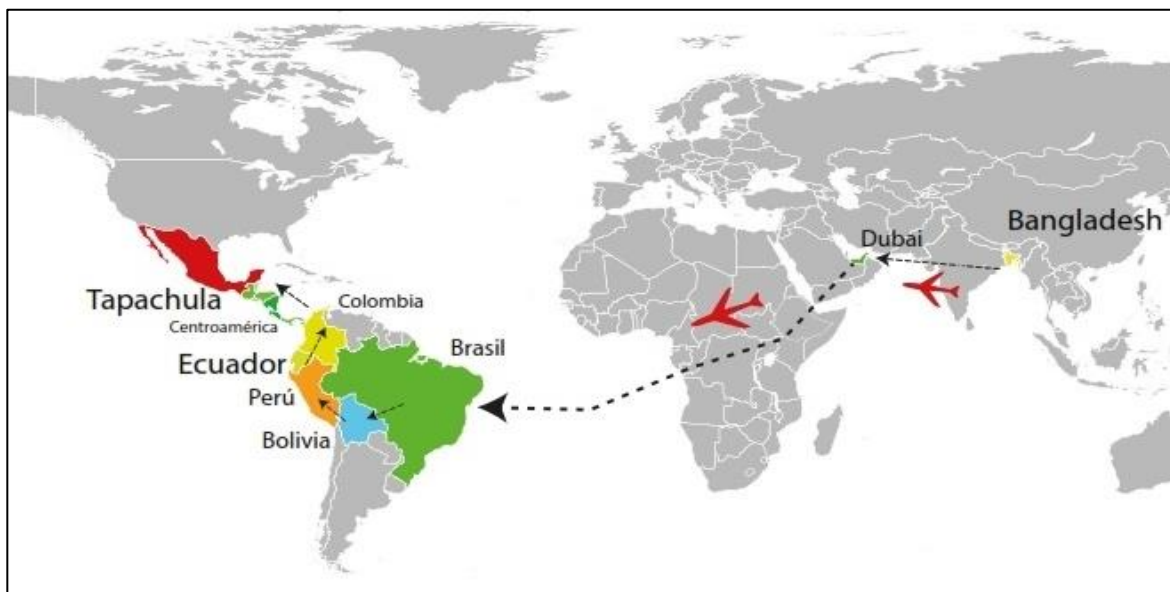 Bangladesh
Dubai
Colombia
Tapachula
Centroamérica
Brasil
Ecuador
Perú
Bolivia